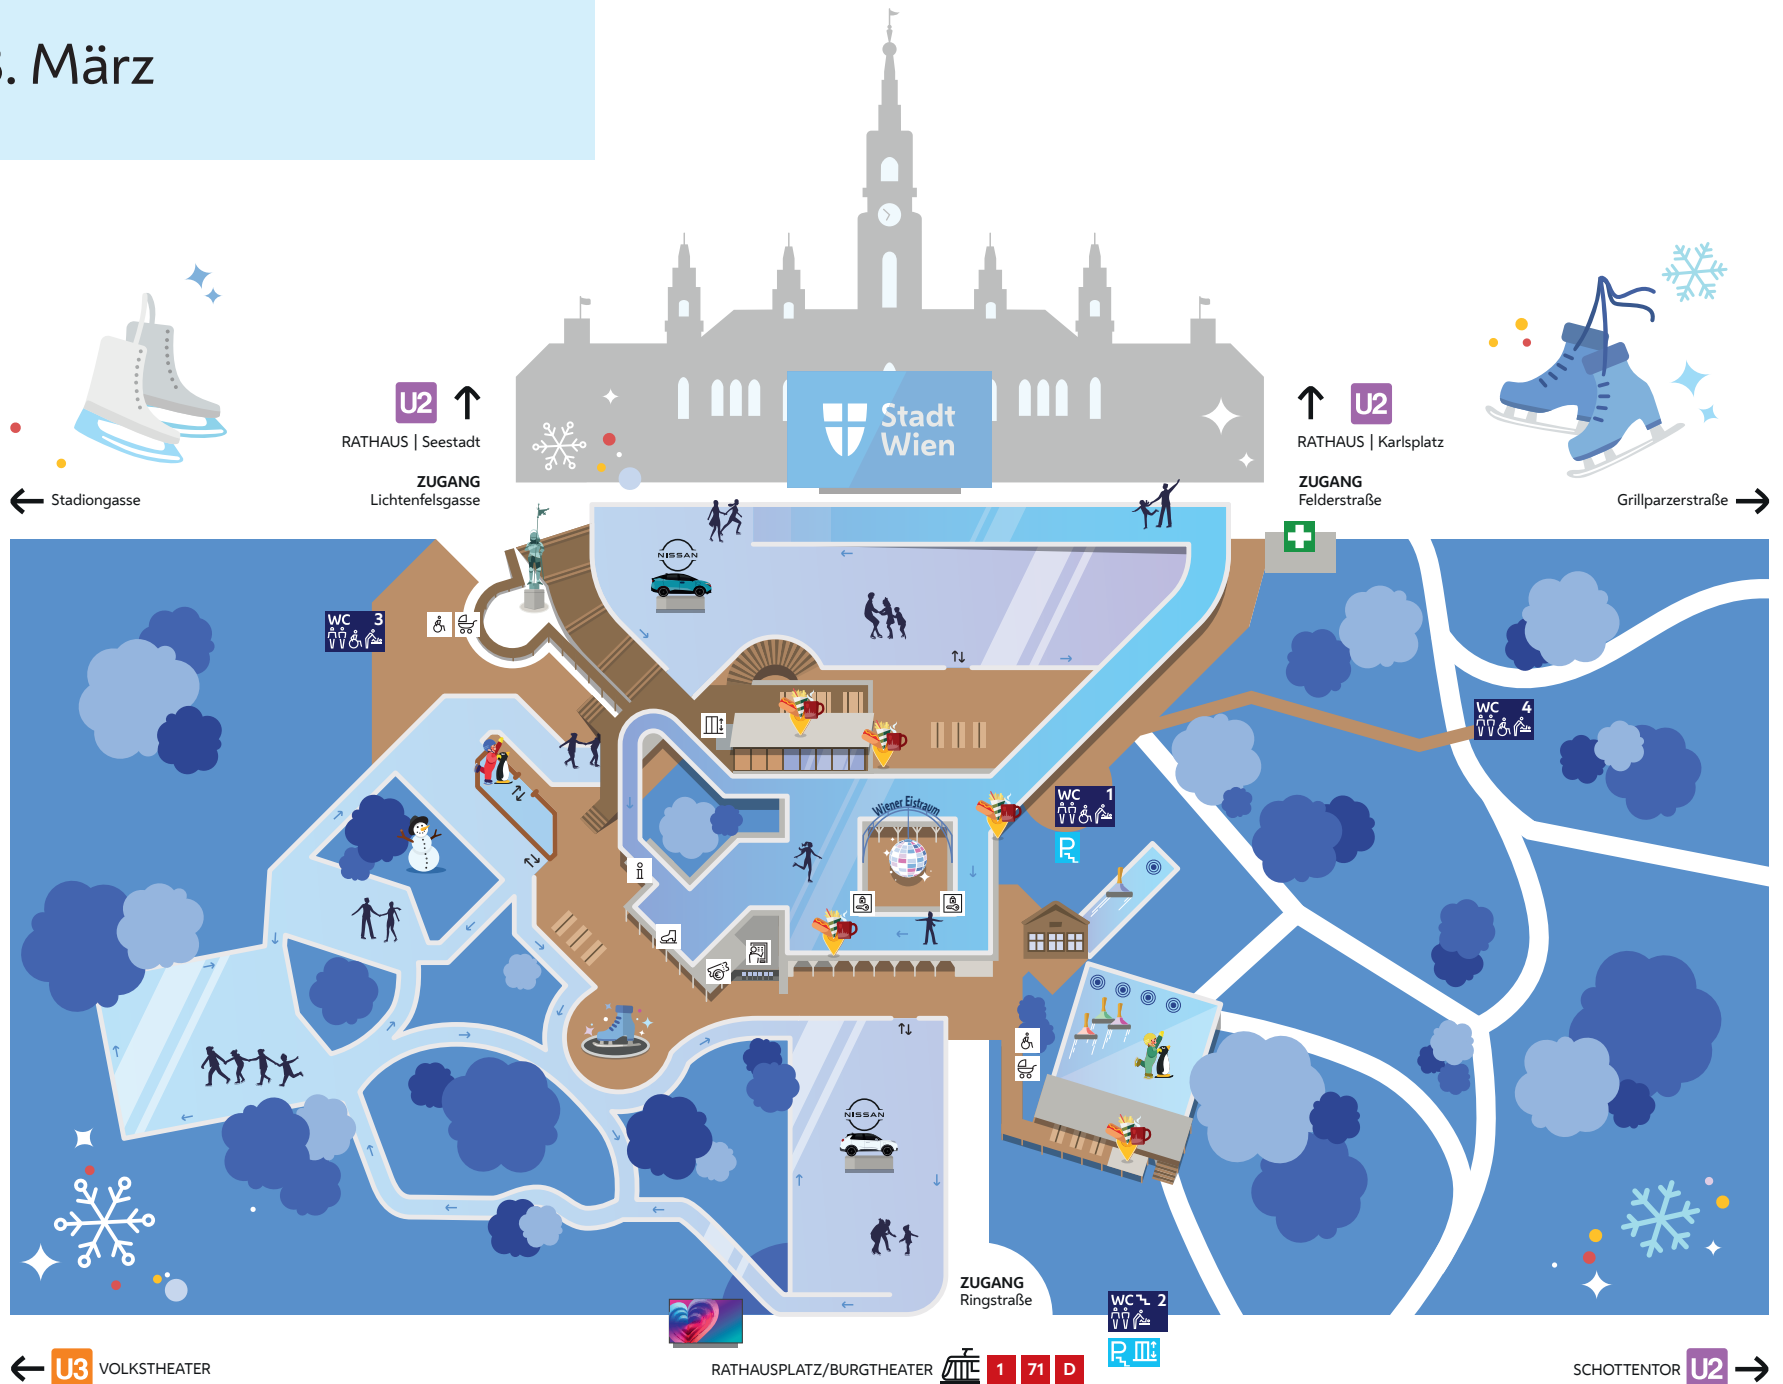 März
Stadt
Wien
U2
RATHAUS | Seestadt
U2
RATHAUS | Karlsplatz
ZUGANG
Lichtenfelsgasse
ZUGANG
Felderstraße
Stadiongasse
Grillparzerstraße
NISSAN
WC 3
WC 4
WC 1
P
Wiener Eistraum
i
NISSAN
ZUGANG
Ringstraße
WC 2
P
U3 VOLKSTHEATER
RATHAUSPLATZ/BURGTHEATER 1 71 D
SCHOTTENTOR U2